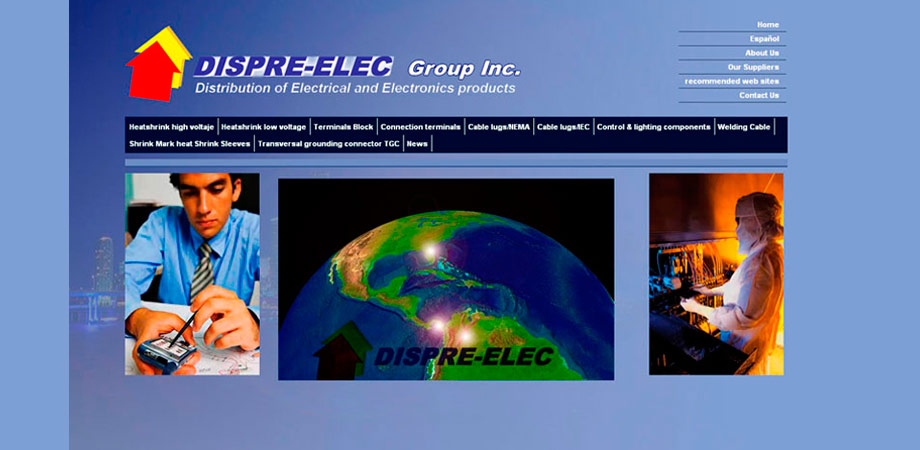 Home
Español
About Us
Our Suppliers
recommended web sites
Contact Us
DISPRE-ELEC Group Inc.
Distribution of Electrical and Electronics products
Heatshrink high voltaje Heatshrink low voltage Terminals Block Connection terminals Cable lugs/NEMA Cable lugs/IEC Control & lighting components Welding Cable
Shrink Mark heat Shrink Sleeves Transversal grounding connector TGC News
DISPRE-ELEC